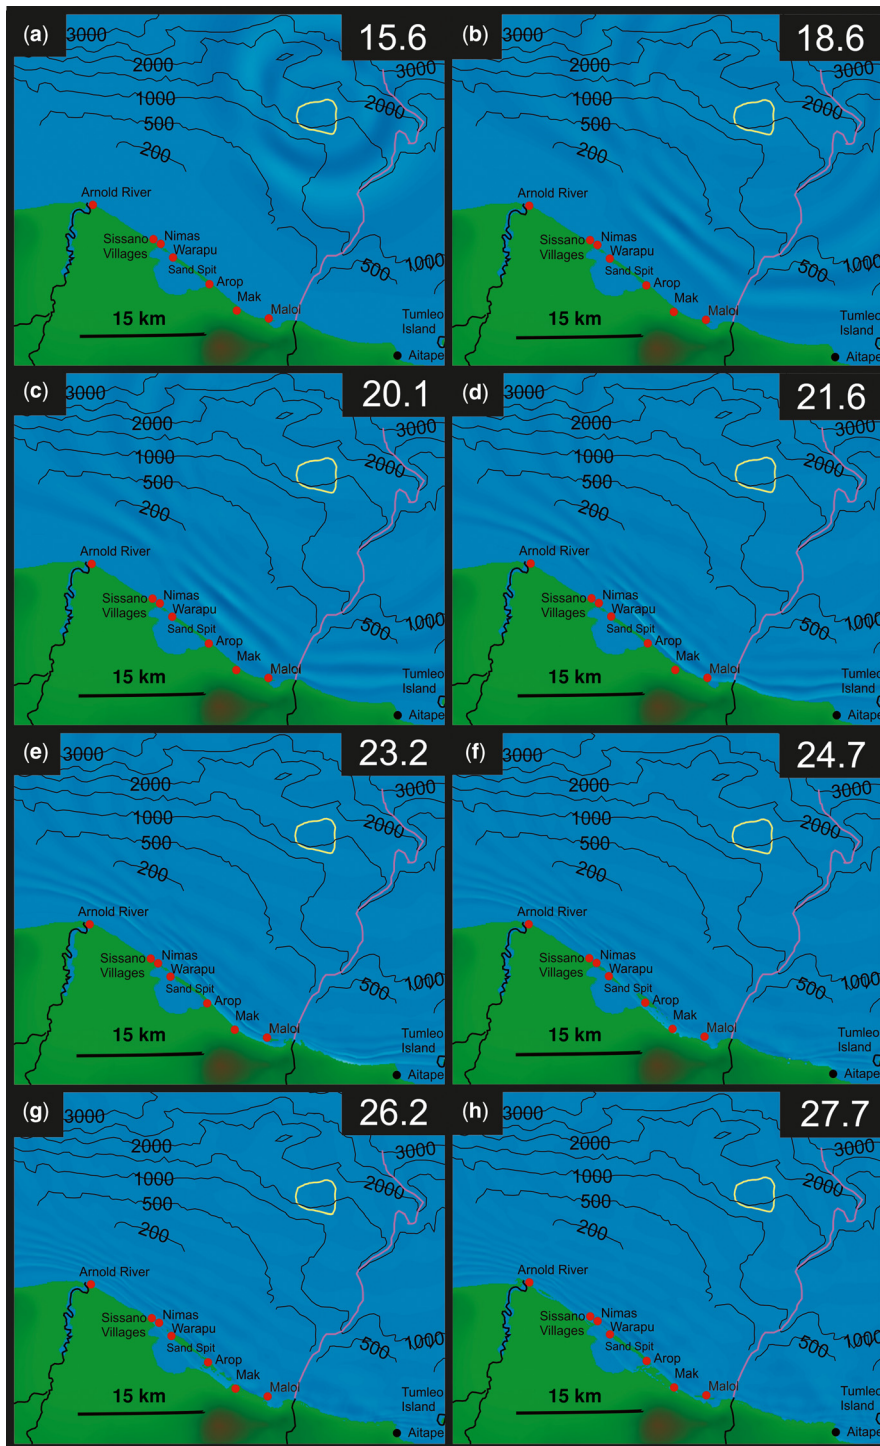 (a)
15.6
3000
2000
1000
500
200
3000
2000
Arnold River
Sissano
Villages
Nimas
Warapu
Sand Spit
Arop
Mak
Maloi
500
1000
Tumleo
Island
Aitape
15 km
(b)
18.6
3000
2000
1000
500
200
3000
2000
Arnold River
Sissano
Villages
Nimas
Warapu
Sand Spit
Arop
Mak
Maloi
500
1000
Tumleo
Island
Aitape
15 km
(c)
20.1
3000
2000
1000
500
200
3000
2000
Arnold River
Sissano
Villages
Nimas
Warapu
Sand Spit
Arop
Mak
Maloi
500
1000
Tumleo
Island
Aitape
15 km
(d)
21.6
3000
2000
1000
500
200
3000
2000
Arnold River
Sissano
Villages
Nimas
Warapu
Sand Spit
Arop
Mak
Maloi
500
1000
Tumleo
Island
Aitape
15 km
(e)
23.2
3000
2000
1000
500
200
3000
2000
Arnold River
Sissano
Villages
Nimas
Warapu
Sand Spit
Arop
Mak
Maloi
500
1000
Tumleo
Island
Aitape
15 km
(f)
24.7
3000
2000
1000
500
200
3000
2000
Arnold River
Sissano
Villages
Nimas
Warapu
Sand Spit
Arop
Mak
Maloi
500
1000
Tumleo
Island
Aitape
15 km
(g)
26.2
3000
2000
1000
500
200
3000
2000
Arnold River
Sissano
Villages
Nimas
Warapu
Sand Spit
Arop
Mak
Maloi
500
1000
Tumleo
Island
Aitape
15 km
(h)
27.7
3000
2000
1000
500
200
3000
2000
Arnold River
Sissano
Villages
Nimas
Warapu
Sand Spit
Arop
Mak
Maloi
500
1000
Tumleo
Island
Aitape
15 km